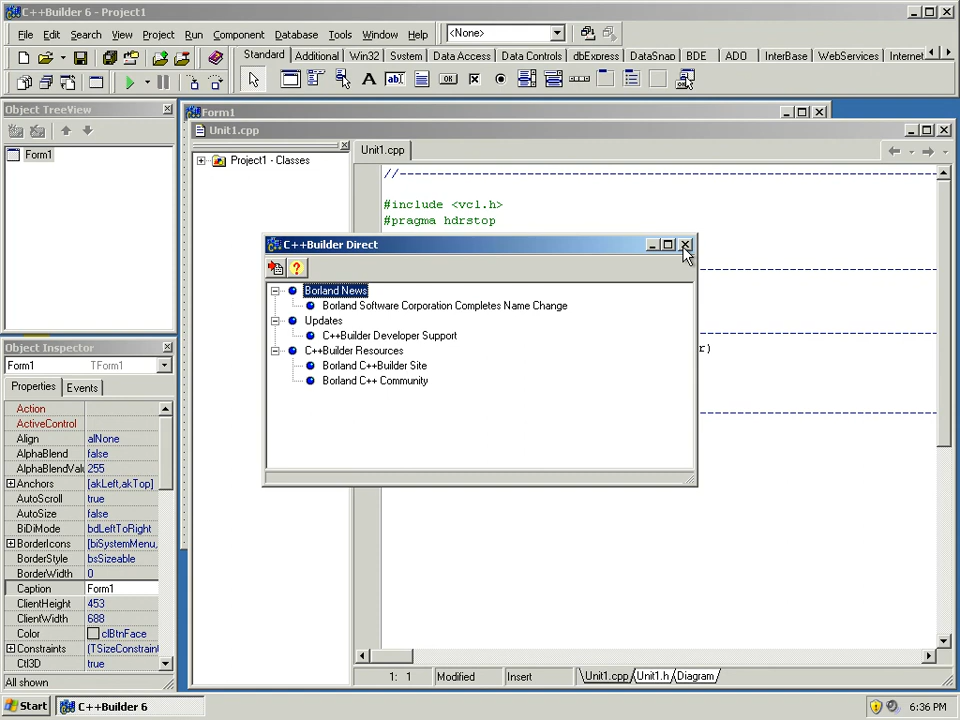 C++Builder 6 - Project1
File Edit Search View Project Run Component Database Tools Window Help
<None>
Standard Additional Win32 System Data Access Data Controls dbExpress DataSnap BDE ADO InterBase WebServices Internet
Object TreeView
Form1
Form1
Unit1.cpp
Project1 - Classes
Unit1.cpp
//
#include <vcl.h>
#pragma hdrstop
r)
C++Builder Direct
Borland News
Borland Software Corporation Completes Name Change
Updates
C++Builder Developer Support
C++Builder Resources
Borland C++Builder Site
Borland C++ Community
Object Inspector
Form1 TForm1
Properties Events
Action
ActiveControl
Align alNone
AlphaBlend false
AlphaBlendValu 255
Anchors [akLeft,akTop]
AutoScroll true
AutoSize false
BiDiMode bdLeftToRight
BorderIcons [biSystemMenu,
BorderStyle bsSizeable
BorderWidth 0
Caption Form1
ClientHeight 453
ClientWidth 688
Color clBtnFace
Constraints (TSizeConstraint
Ctl3D true
All shown
1: 1 Modified Insert Unit1.cpp Unit1.h Diagram
Start C++Builder 6 6:36 PM